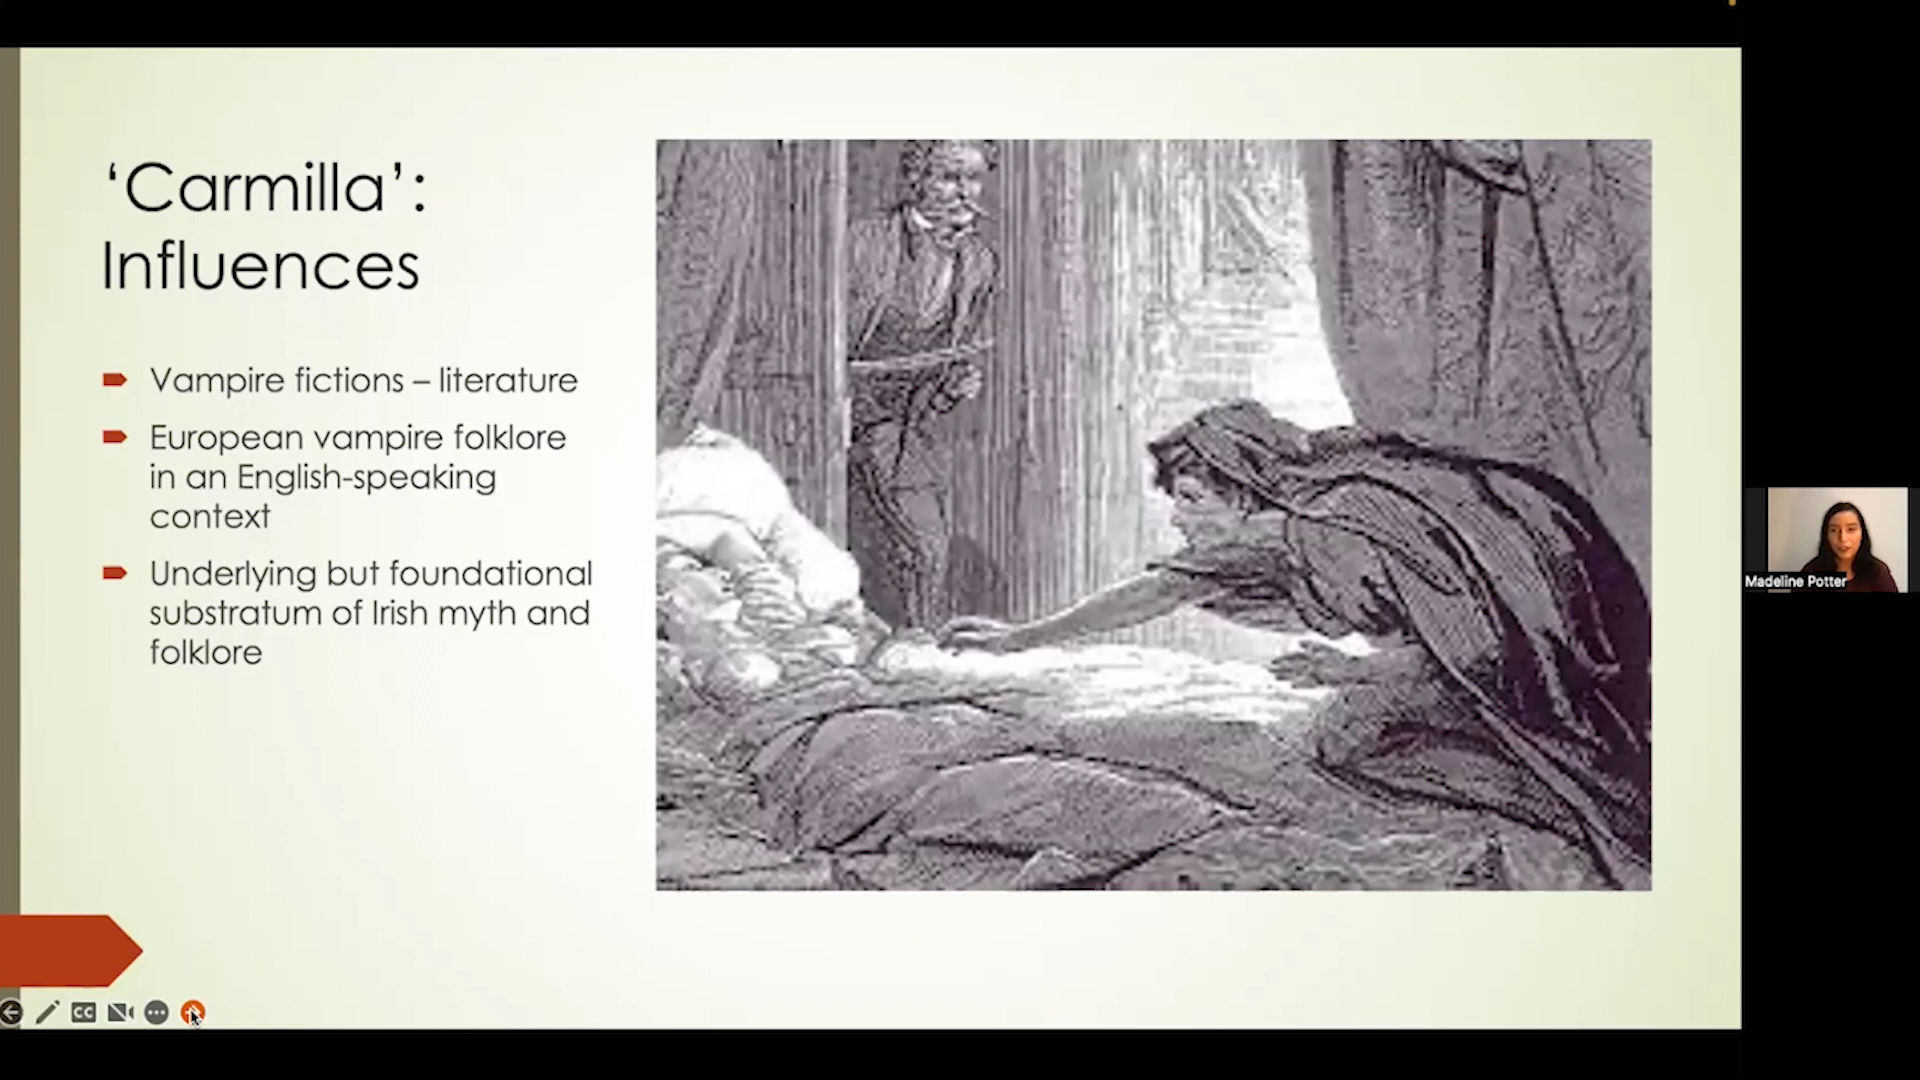 ‘Carmilla’:
Influences
Vampire fictions – literature
European vampire folklore
in an English-speaking
context
Underlying but foundational
substratum of Irish myth and
folklore
CC
Madeline Potter